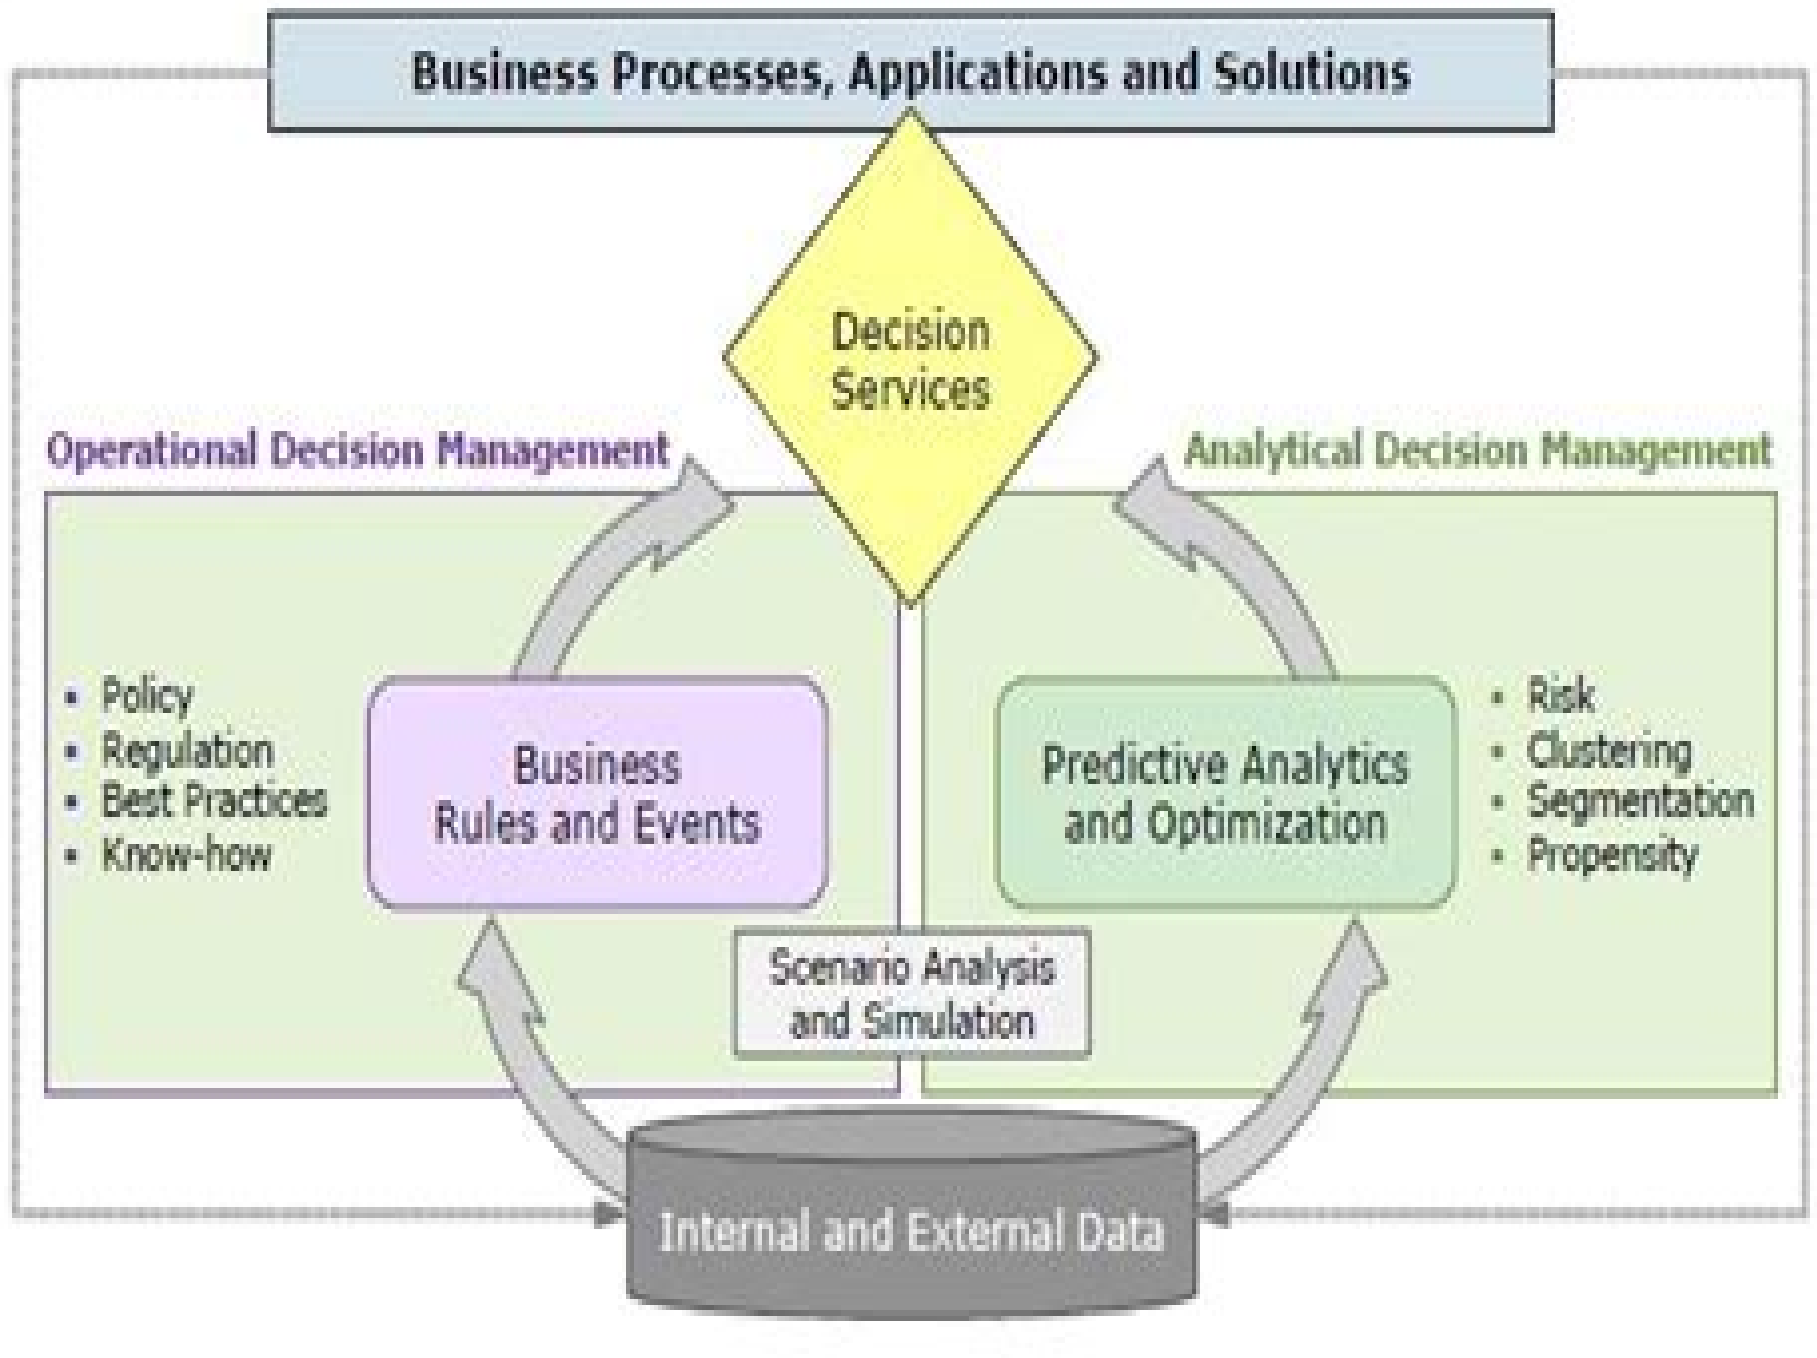 Business Processes, Applications and Solutions
Decision
Services
Operational Decision Management
Analytical Decision Management
• Policy
• Regulation
• Best Practices
• Know-how
Business
Rules and Events
Predictive Analytics
and Optimization
• Risk
• Clustering
• Segmentation
• Propensity
Scenario Analysis
and Simulation
Internal and External Data